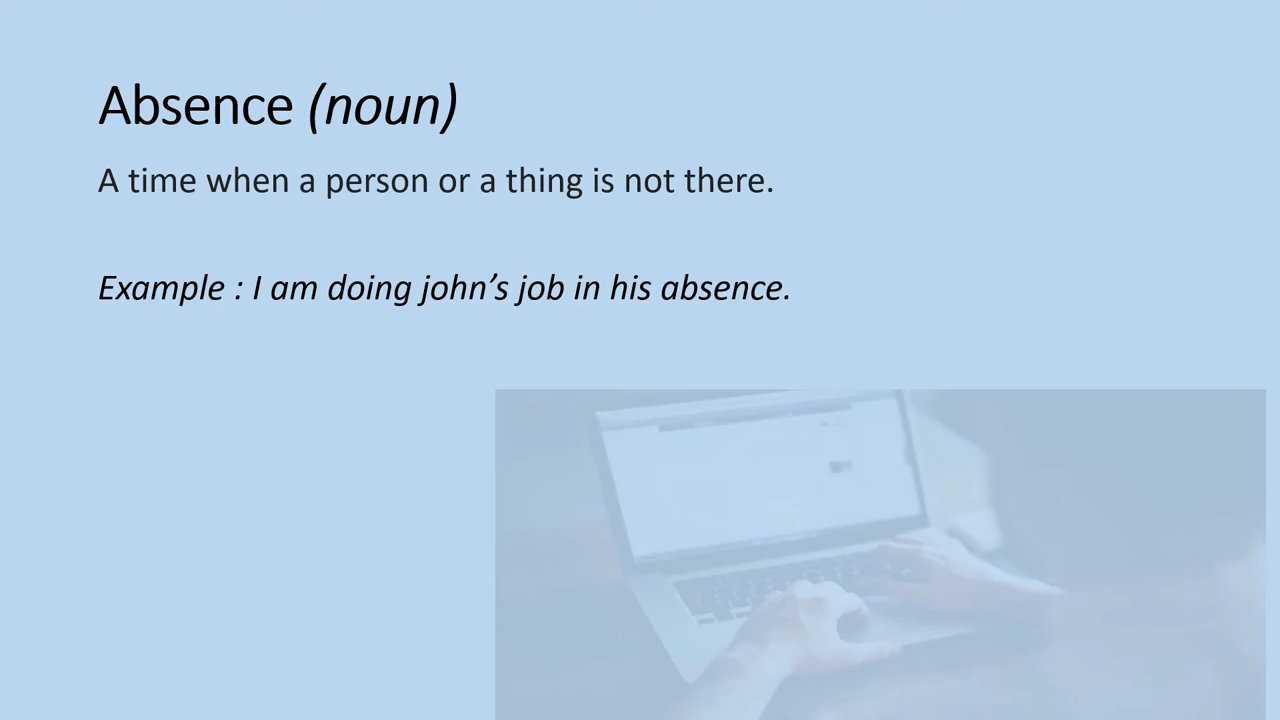 Absence (noun)
A time when a person or a thing is not there.
Example : I am doing john’s job in his absence.